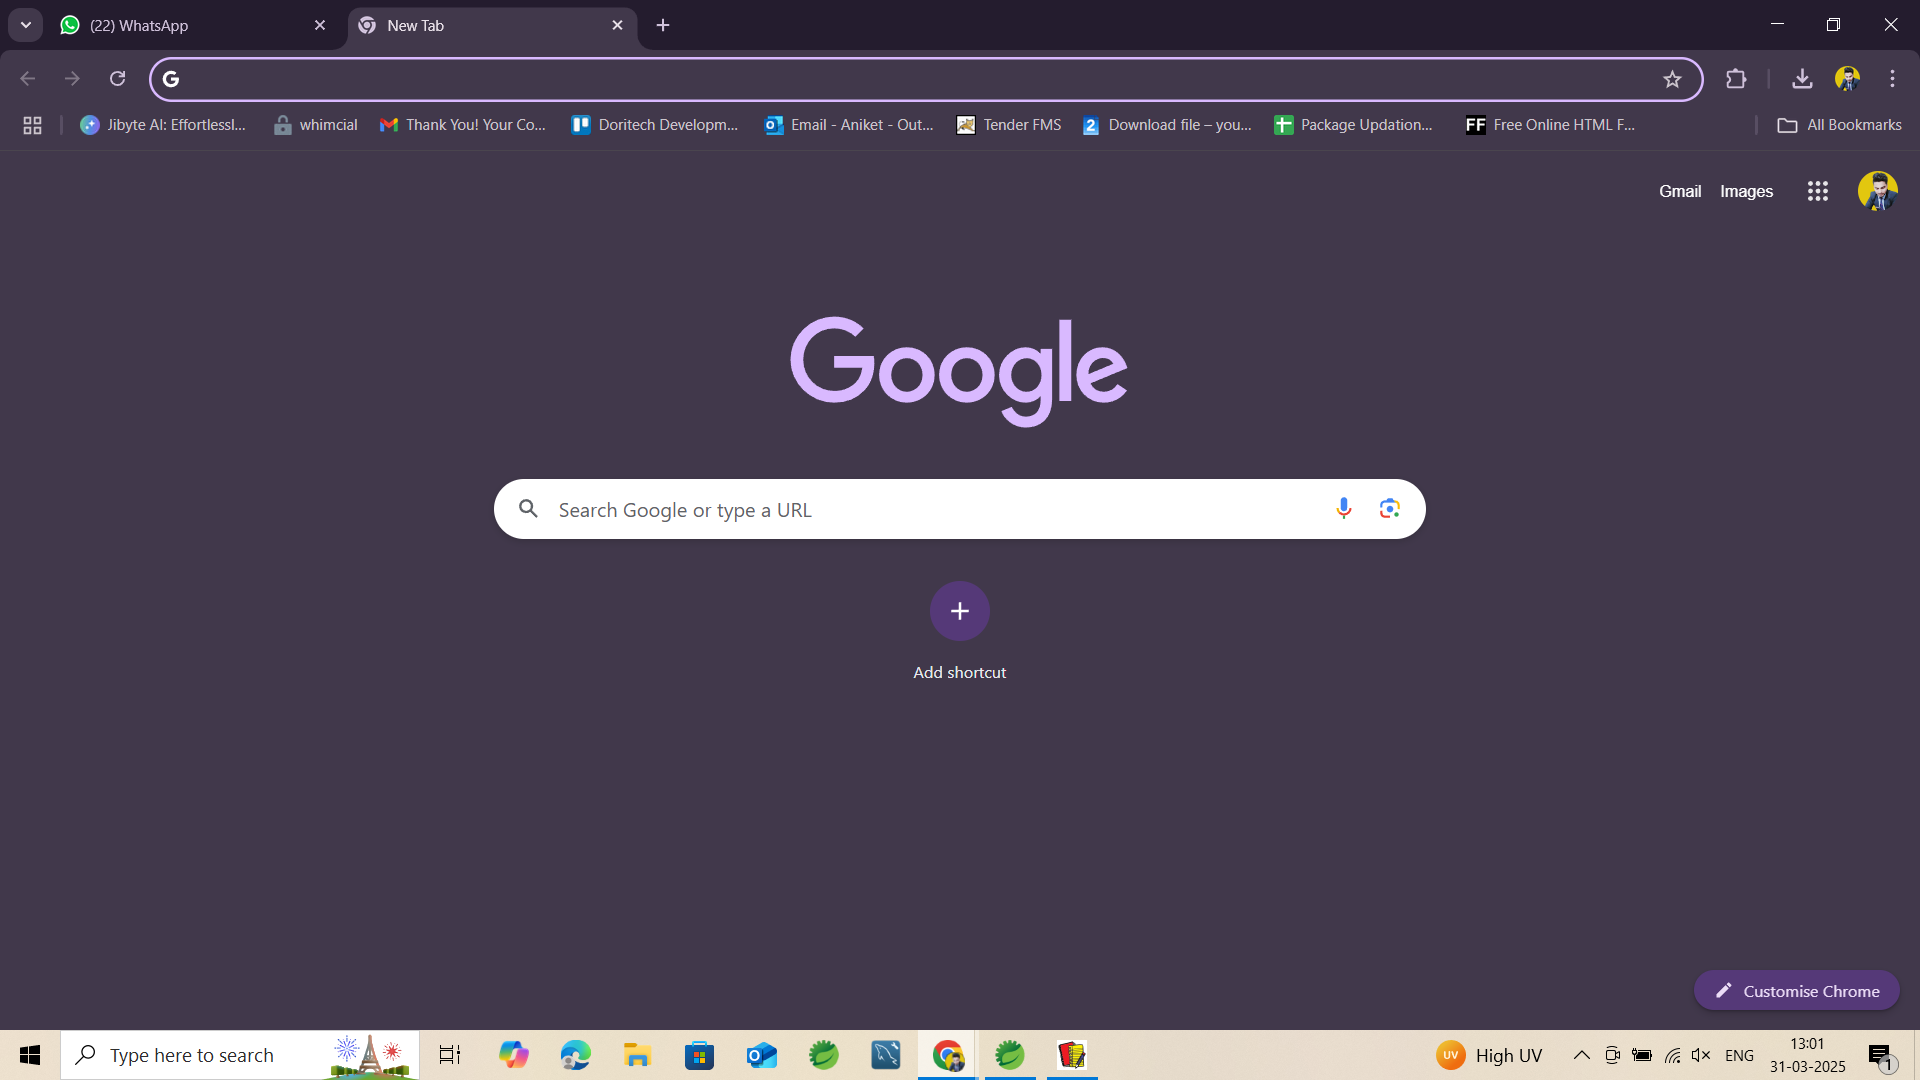 (22) WhatsApp
New Tab
Jibyte AI: Effortlessl...
whimcial
Thank You! Your Co...
Doritech Developm...
Email - Aniket - Out...
Tender FMS
2
Download file – you...
Package Updation...
FF
Free Online HTML F...
All Bookmarks
Gmail
Images
Google
Search Google or type a URL
Add shortcut
Customise Chrome
Type here to search
UV
High UV
ENG
13:01
31-03-2025
1